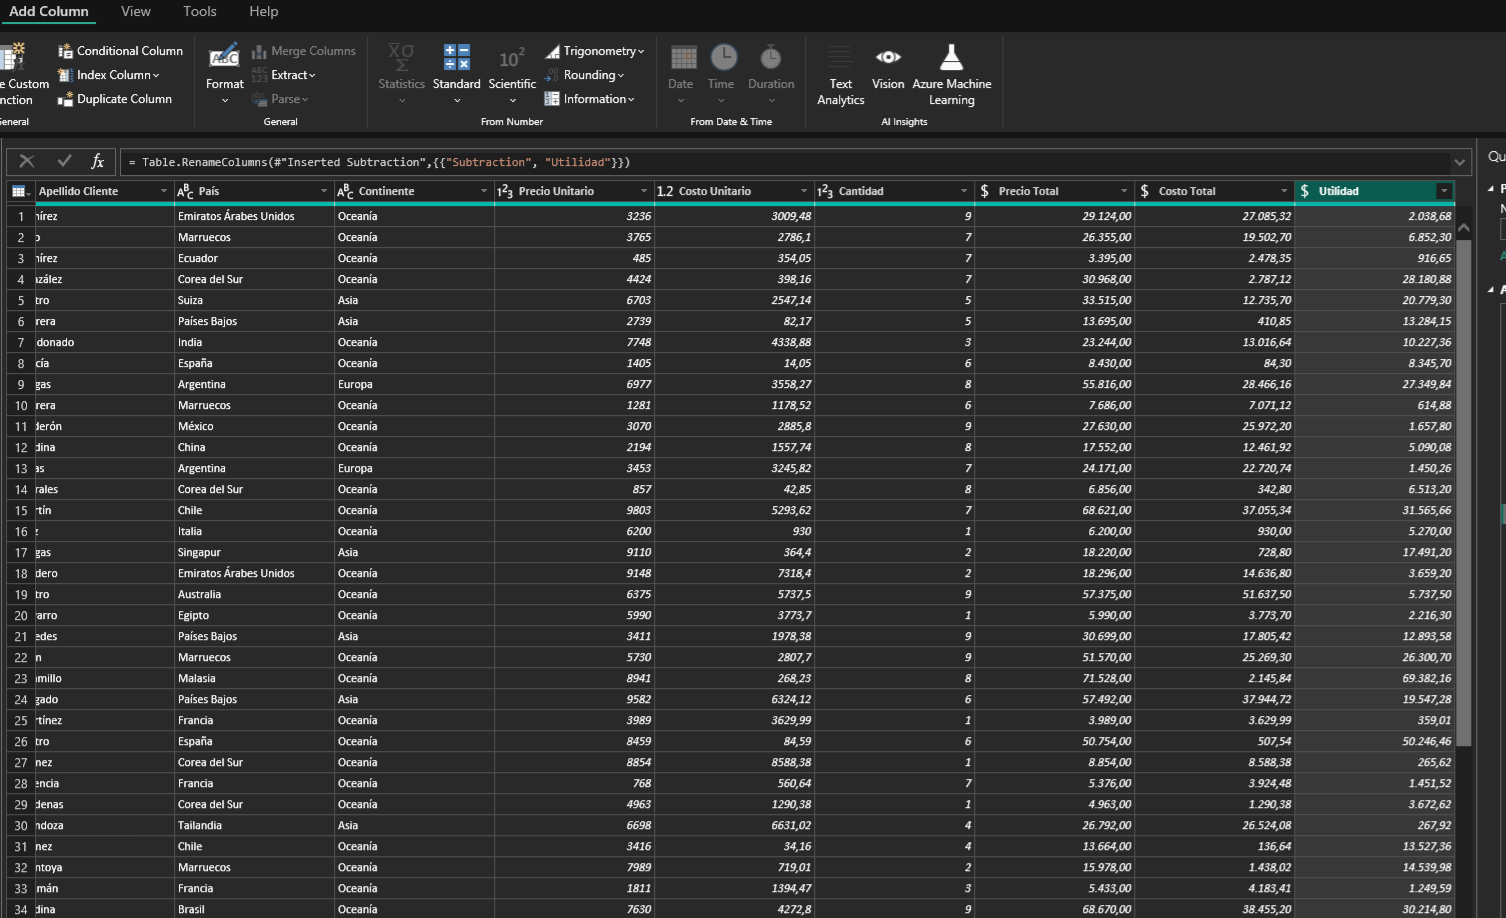 Add Column View Tools Help
e Custom
nction
Conditional Column
Index Column
Duplicate Column
General
Format
Merge Columns
Extract
Parse
General
Statistics
Standard
Scientific
Trigonometry
Rounding
Information
From Number
Date
Time
Duration
From Date & Time
Text
Analytics
Vision
Azure Machine
Learning
AI Insights
fx = Table.RenameColumns(#"Inserted Subtraction",{{"Subtraction", "Utilidad"}})
Qu
Apellido Cliente ABC País ABC Continente 123 Precio Unitario 1.2 Costo Unitario 123 Cantidad $ Precio Total $ Costo Total $ Utilidad
1 nírez Emiratos Árabes Unidos Oceanía 3236 3009,48 9 29.124,00 27.085,32 2.038,68
2 Marruecos Oceanía 3765 2786,1 7 26.355,00 19.502,70 6.852,30
3 nírez Ecuador Oceanía 485 354,05 7 3.395,00 2.478,35 916,65
4 nzález Corea del Sur Oceanía 4424 398,16 7 30.968,00 2.787,12 28.180,88
5 tro Suiza Asia 6703 2547,14 5 33.515,00 12.735,70 20.779,30
6 rera Países Bajos Asia 2739 82,17 5 13.695,00 410,85 13.284,15
7 donado India Oceanía 7748 4338,88 3 23.244,00 13.016,64 10.227,36
8 cía España Oceanía 1405 14,05 6 8.430,00 84,30 8.345,70
9 gas Argentina Europa 6977 3558,27 8 55.816,00 28.466,16 27.349,84
10 rera Marruecos Oceanía 1281 1178,52 6 7.686,00 7.071,12 614,88
11 derón México Oceanía 3070 2885,8 9 27.630,00 25.972,20 1.657,80
12 dina China Oceanía 2194 1557,74 8 17.552,00 12.461,92 5.090,08
13 as Argentina Europa 3453 3245,82 7 24.171,00 22.720,74 1.450,26
14 rales Corea del Sur Oceanía 857 42,85 8 6.856,00 342,80 6.513,20
15 rtín Chile Oceanía 9803 5293,62 7 68.621,00 37.055,34 31.565,66
16 z Italia Oceanía 6200 930 1 6.200,00 930,00 5.270,00
17 gas Singapur Asia 9110 364,4 2 18.220,00 728,80 17.491,20
18 dero Emiratos Árabes Unidos Oceanía 9148 7318,4 2 18.296,00 14.636,80 3.659,20
19 tro Australia Oceanía 6375 5737,5 9 57.375,00 51.637,50 5.737,50
20 arro Egipto Oceanía 5990 3773,7 1 5.990,00 3.773,70 2.216,30
21 edes Países Bajos Asia 3411 1978,38 9 30.699,00 17.805,42 12.893,58
22 n Marruecos Oceanía 5730 2807,7 9 51.570,00 25.269,30 26.300,70
23 amillo Malasia Oceanía 8941 268,23 8 71.528,00 2.145,84 69.382,16
24 gado Países Bajos Asia 9582 6324,12 6 57.492,00 37.944,72 19.547,28
25 rtínez Francia Oceanía 3989 3629,99 1 3.989,00 3.629,99 359,01
26 tro España Oceanía 8459 84,59 6 50.754,00 507,54 50.246,46
27 nez Corea del Sur Oceanía 8854 8588,38 1 8.854,00 8.588,38 265,62
28 encia Francia Oceanía 768 560,64 7 5.376,00 3.924,48 1.451,52
29 denas Corea del Sur Oceanía 4963 1290,38 1 4.963,00 1.290,38 3.672,62
30 ndoza Tailandia Asia 6698 6631,02 4 26.792,00 26.524,08 267,92
31 nez Chile Oceanía 3416 34,16 4 13.664,00 136,64 13.527,36
32 ntoya Marruecos Oceanía 7989 719,01 2 15.978,00 1.438,02 14.539,98
33 mán Francia Oceanía 1811 1394,47 3 5.433,00 4.183,41 1.249,59
34 dina Brasil Oceanía 7630 4272,8 9 68.670,00 38.455,20 30.214,80